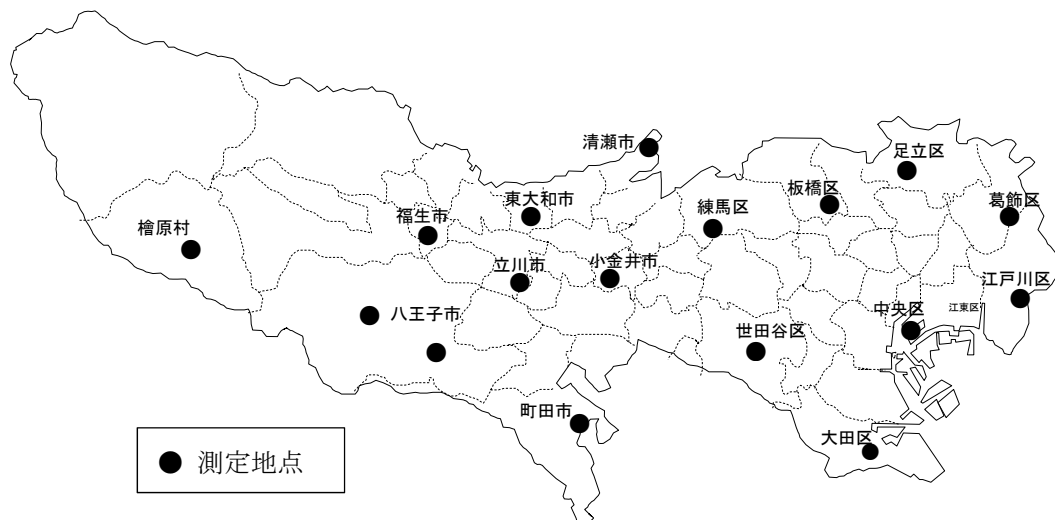 清瀬市
足立区
板橋区
東大和市
練馬区
葛飾区
福生市
檜原村
立川市
小金井市
江戸川区
八王子市
中央区
江東区
世田谷区
町田市
大田区
測定地点